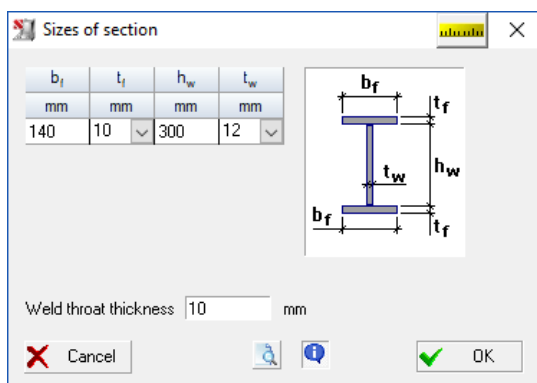 Sizes of section
bf tf hw tw
mm mm mm mm
140 10 300 12
bf
tf
hw
tw
bf
tf
Weld throat thickness 10 mm
Cancel OK